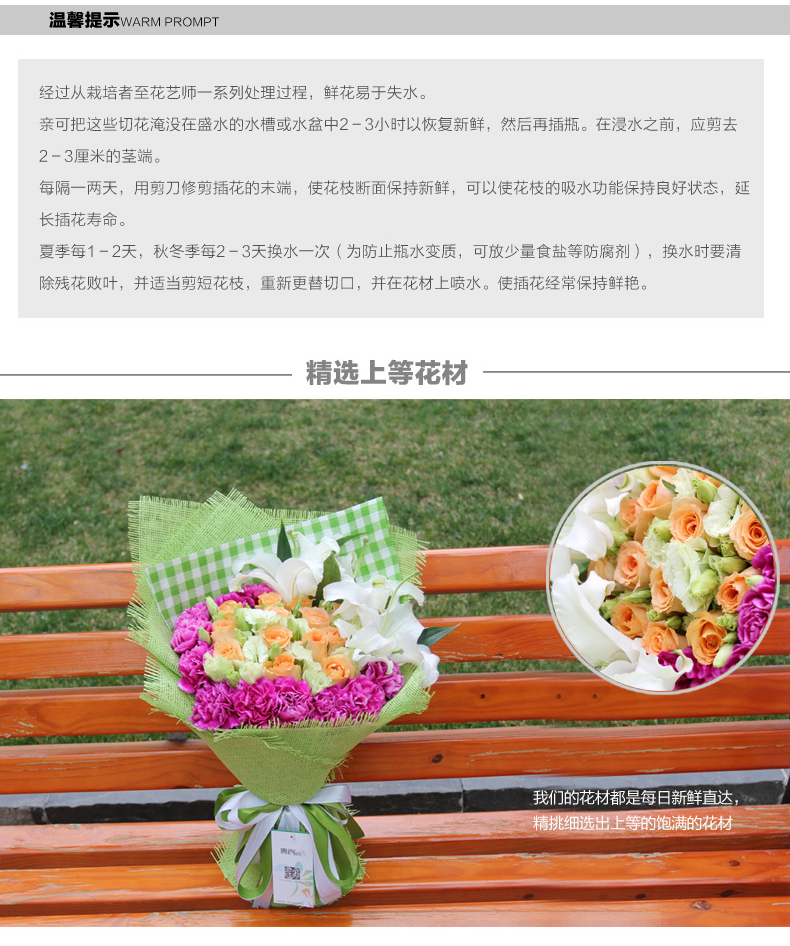 温馨提示WARM PROMPT
经过从栽培者至花艺师一系列处理过程，鲜花易于失水。
亲可把这些切花淹没在盛水的水槽或水盆中2－3小时以恢复新鲜，然后再插瓶。在浸水之前，应剪去
2－3厘米的茎端。
每隔一两天，用剪刀修剪插花的末端，使花枝断面保持新鲜，可以使花枝的吸水功能保持良好状态，延
长插花寿命。
夏季每1－2天，秋冬季每2－3天换水一次（为防止瓶水变质，可放少量食盐等防腐剂），换水时要清
除残花败叶，并适当剪短花枝，重新更替切口，并在花材上喷水。使插花经常保持鲜艳。
精选上等花材
我们的花材都是每日新鲜直达，
精挑细选出上等的饱满的花材